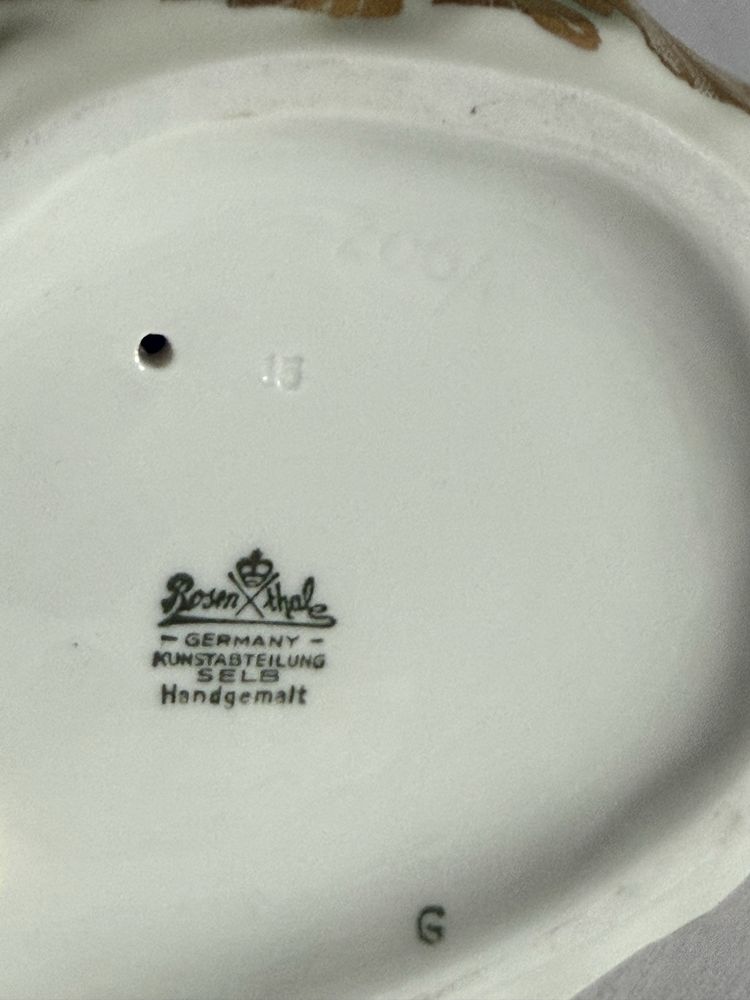 15
Rosenthal
- GERMANY -
KUNSTABTEILUNG
SELB
Handgemalt
G